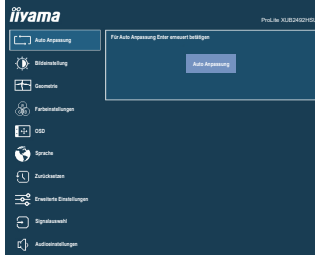 iiyama
ProLite XUB2492HSU
Auto Anpassung
Für Auto Anpassung Enter erneuert betätigen
Auto Anpassung
Bildeinstellung
Geometrie
Farbeinstellungen
OSD
Sprache
Zurücksetzen
Erweiterte Einstellungen
Signalauswahl
Audioeinstellungen